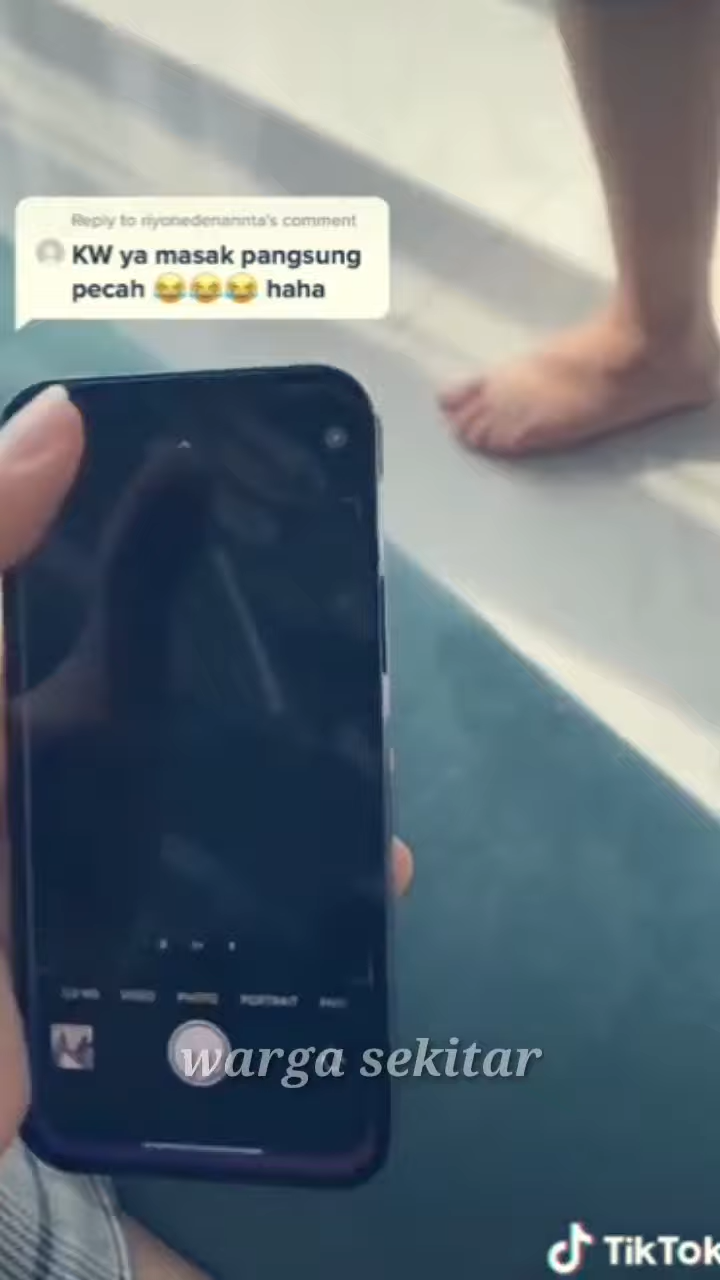 Reply to riyonedenannta's comment
KW ya masak pangsung
pecah 😂😂😂 haha
VIDEO
PHOTO
PORTRAIT
warga sekitar
TikTok